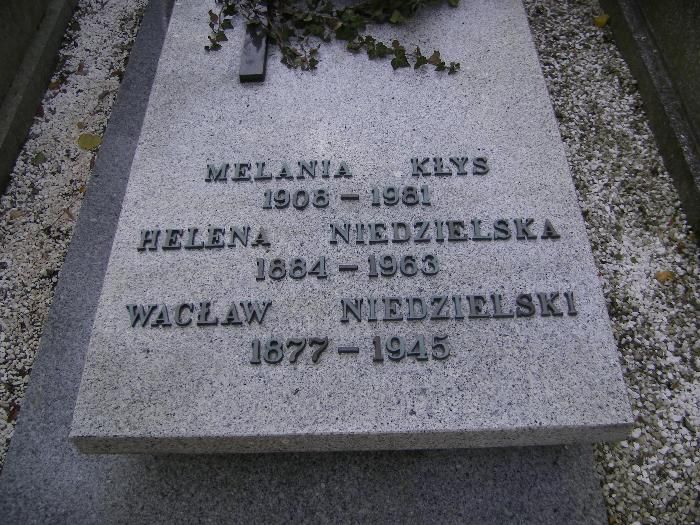 MELANIA KŁYS
1908 - 1981
HELENA NIEDZIELSKA
1884 - 1963
WACŁAW NIEDZIELSKI
1877 - 1945